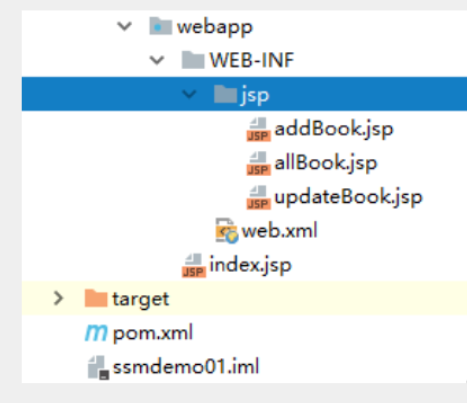 webapp
WEB-INF
jsp
JSP addBook.jsp
JSP allBook.jsp
JSP updateBook.jsp
web.xml
JSP index.jsp
target
m pom.xml
ssmdemo01.iml